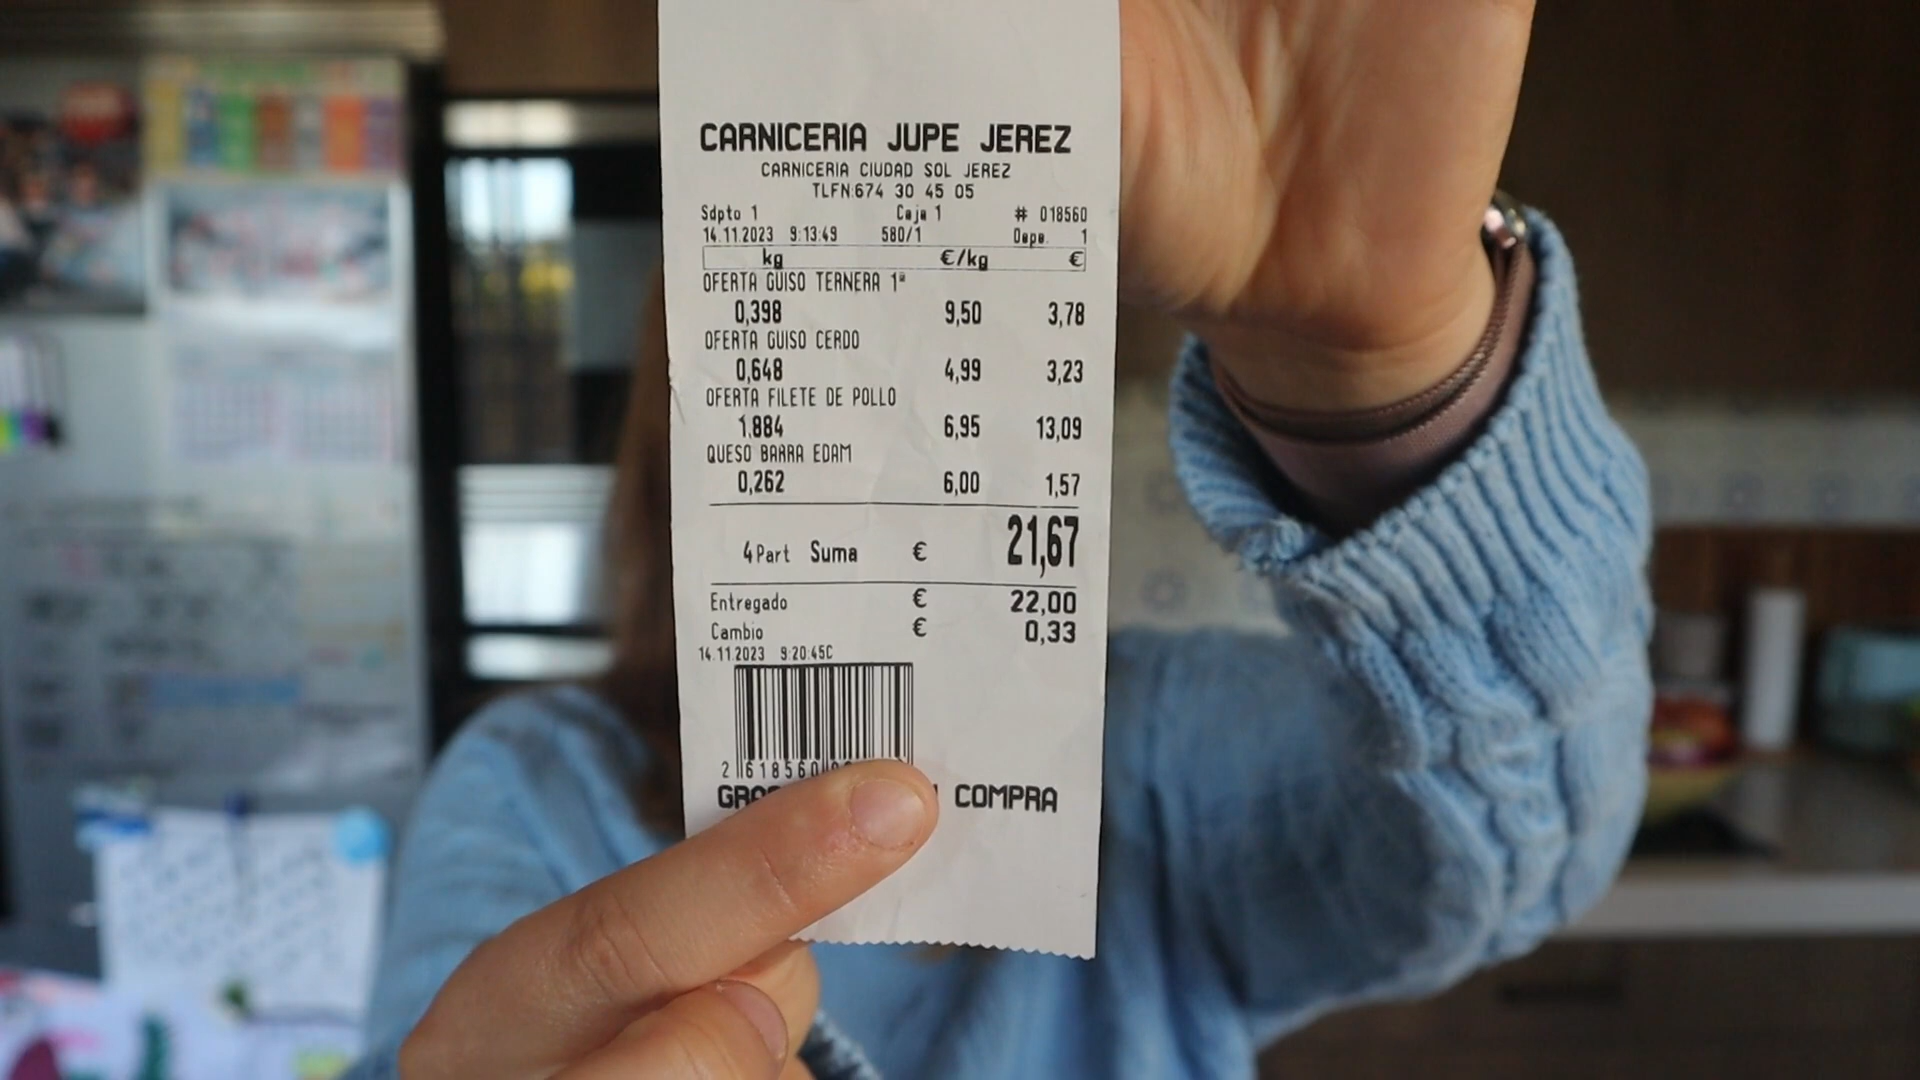 CARNICERIA JUPE JEREZ
CARNICERIA CIUDAD SOL JEREZ
TLFN:674 30 45 05
Sdpto 1 Caja 1 # 018560
14.11.2023 9:13:49 580/1 Depe. 1
kg €/kg €
OFERTA GUISO TERNERA 1ª
0,398 9,50 3,78
OFERTA GUISO CERDO
0,648 4,99 3,23
OFERTA FILETE DE POLLO
1,884 6,95 13,09
QUESO BARRA EDAM
0,262 6,00 1,57
4 Part Suma € 21,67
Entregado € 22,00
Cambio € 0,33
14.11.2023 9:20:45C
2 618560
COMPRA